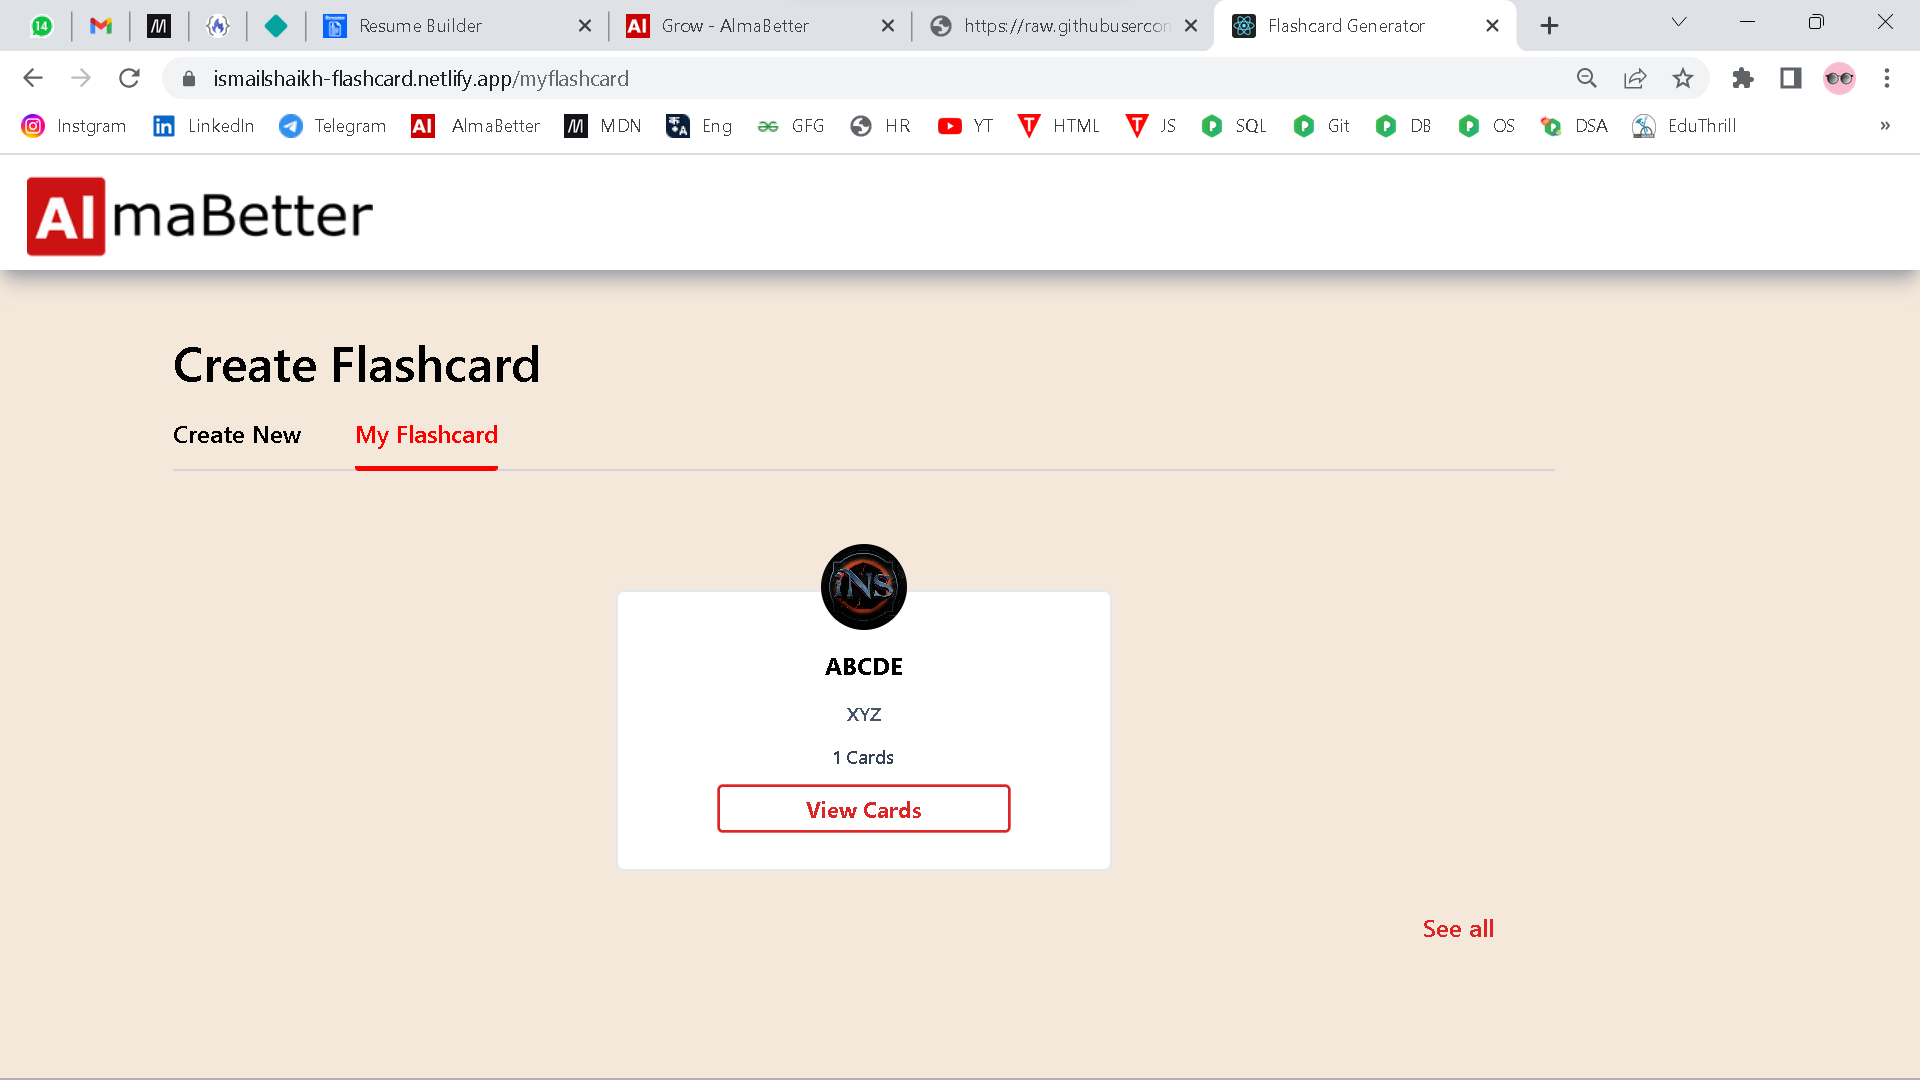 14
Resume Builder
Grow - AlmaBetter
https://raw.githubusercon
Flashcard Generator
ismailshaikh-flashcard.netlify.app/myflashcard
Instgram
LinkedIn
Telegram
AI AlmaBetter
MDN
Eng
GFG
HR
YT
HTML
JS
SQL
Git
DB
OS
DSA
EduThrill
»
AlmaBetter
Create Flashcard
Create New
My Flashcard
INS
ABCDE
XYZ
1 Cards
View Cards
See all